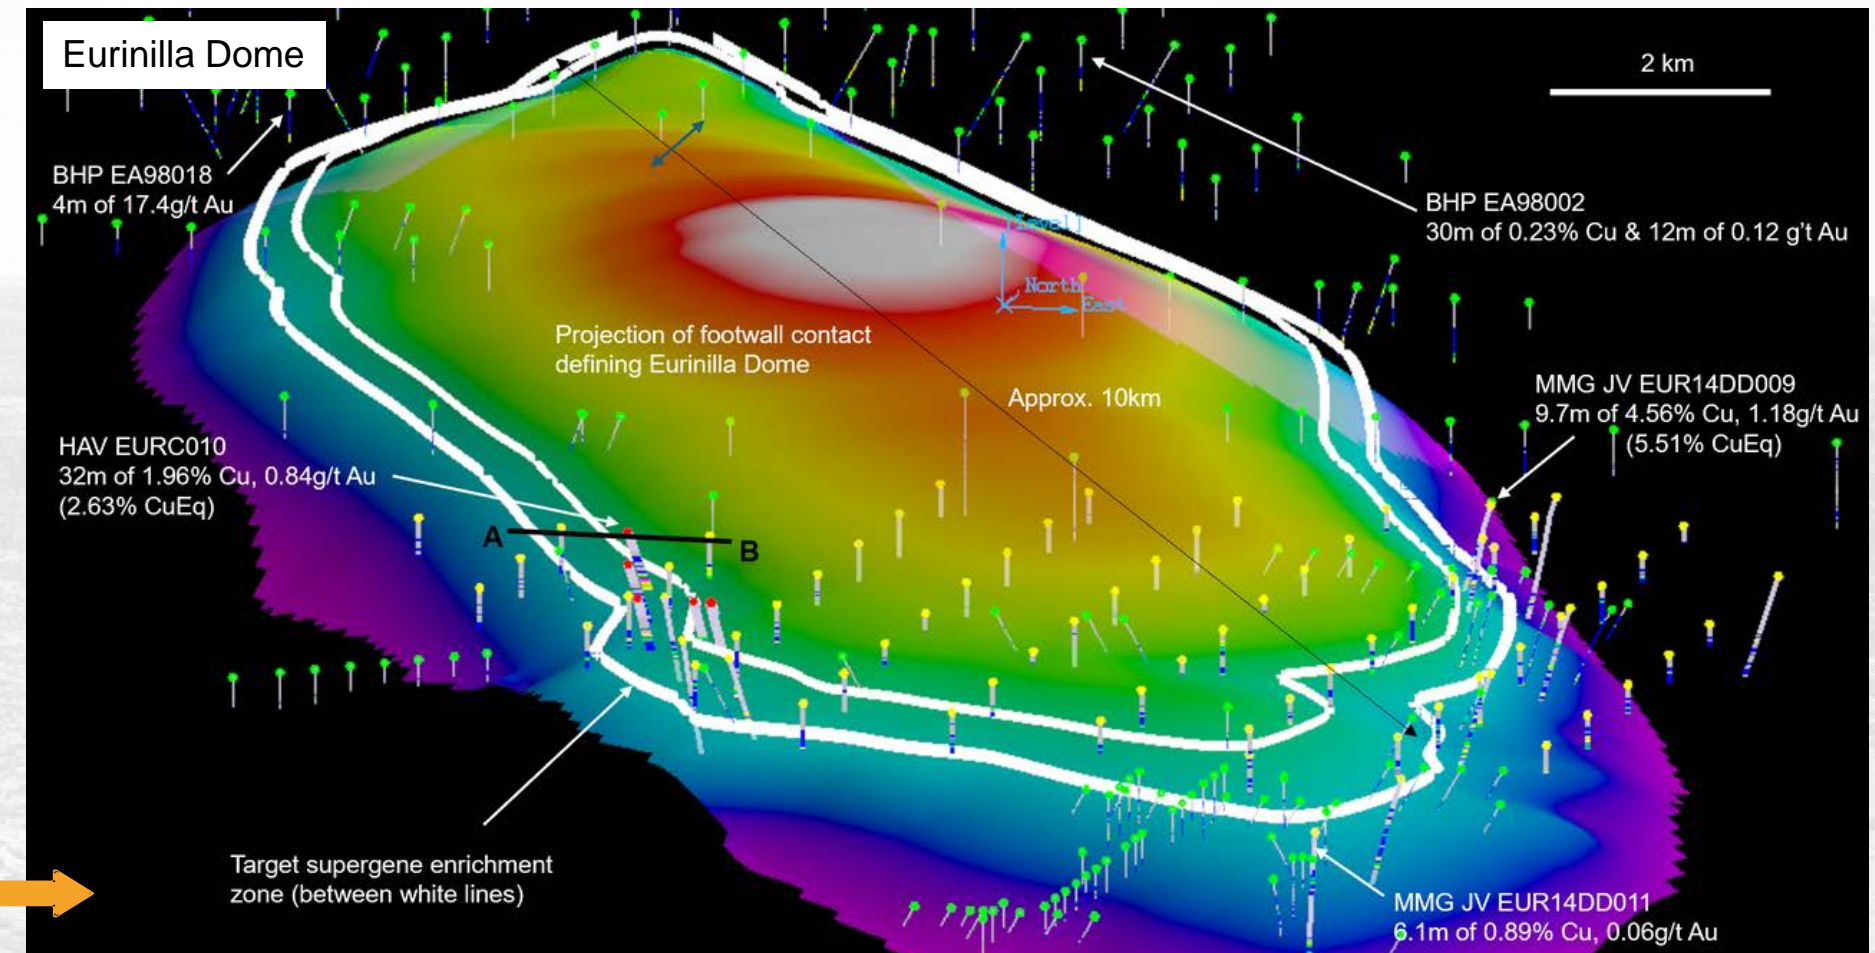 Eurinilla Dome
2 km
BHP EA98018
4m of 17.4g/t Au
BHP EA98002
30m of 0.23% Cu & 12m of 0.12 g't Au
[Level]
North
East
Projection of footwall contact
defining Eurinilla Dome
Approx. 10km
MMG JV EUR14DD009
9.7m of 4.56% Cu, 1.18g/t Au
(5.51% CuEq)
HAV EURC010
32m of 1.96% Cu, 0.84g/t Au
(2.63% CuEq)
A
B
Target supergene enrichment
zone (between white lines)
MMG JV EUR14DD011
6.1m of 0.89% Cu, 0.06g/t Au